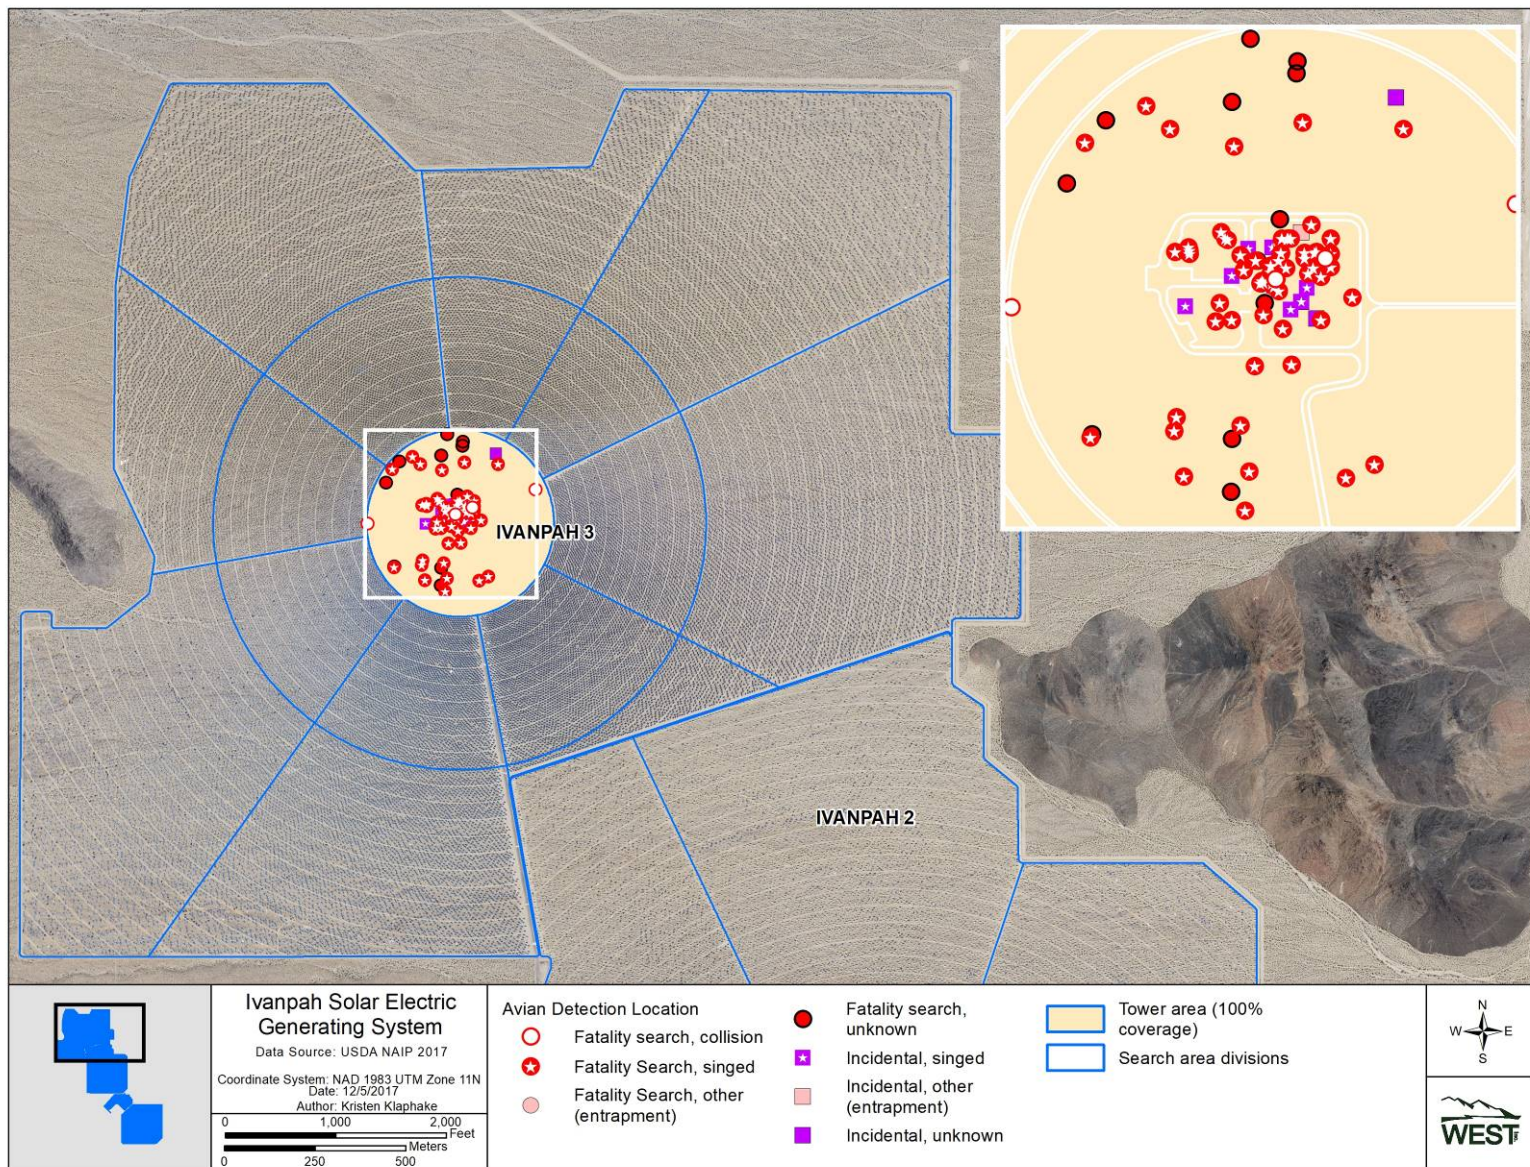 IVANPAH 3
IVANPAH 2
Ivanpah Solar Electric
Generating System
Data Source: USDA NAIP 2017
Coordinate System: NAD 1983 UTM Zone 11N
Date: 12/5/2017
Author: Kristen Klaphake
0 1,000 2,000
Feet
Meters
0 250 500
Avian Detection Location
Fatality search, collision
Fatality Search, singed
Fatality Search, other
(entrapment)
Fatality search,
unknown
Incidental, singed
Incidental, other
(entrapment)
Incidental, unknown
Tower area (100%
coverage)
Search area divisions
N
W E
S
WEST